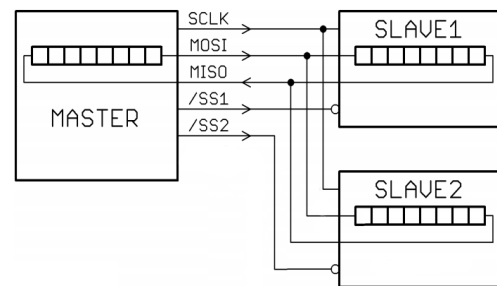 SCLK
MOSI
MISO
/SS1
/SS2
MASTER
SLAVE1
SLAVE2